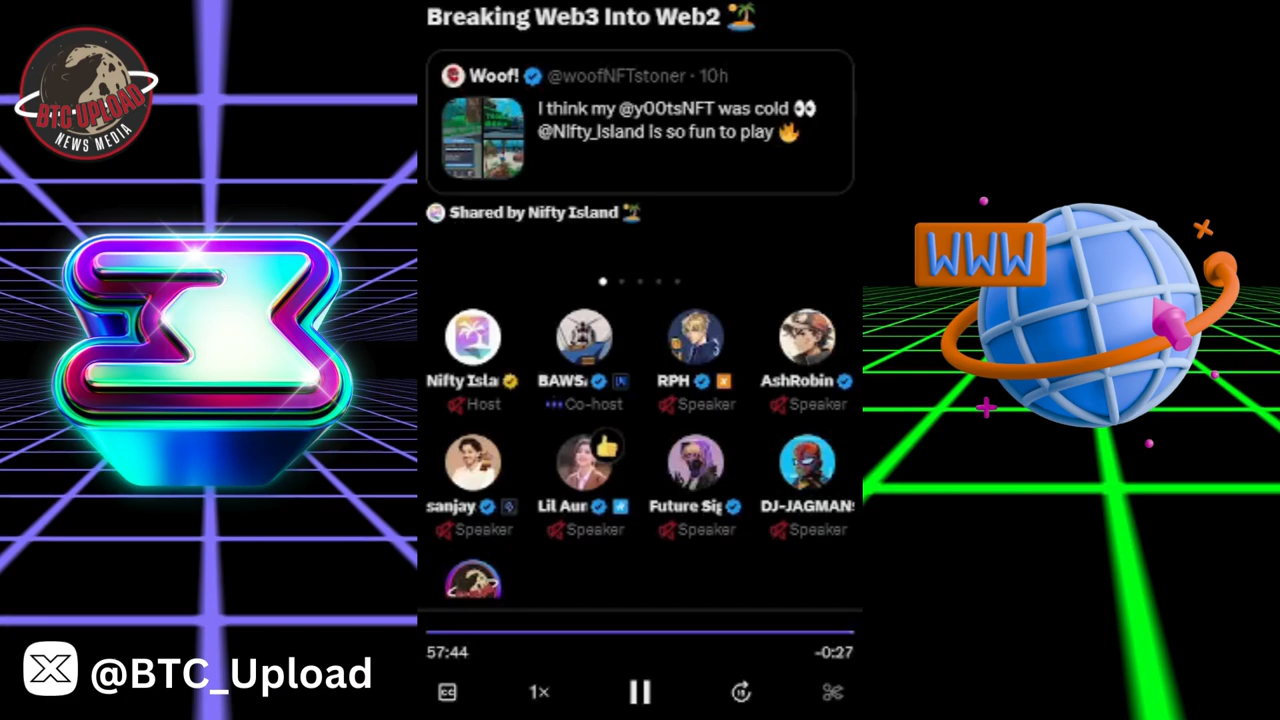 BTC UPLOAD
NEWS MEDIA
Breaking Web3 Into Web2 🏝️
Woof! @woofNFTstoner · 10h
I think my @y00tsNFT was cold 👀
@Nifty_Island is so fun to play 🔥
Shared by Nifty Island 🏝️
WWW
Nifty Isla
BAWS
RPH
AshRobin
Host
Co-host
Speaker
Speaker
sanjay
Lil Aur
Future Sig
DJ-JAGMAN
Speaker
Speaker
Speaker
Speaker
57:44
-0:27
CC
1×
15
@BTC_Upload